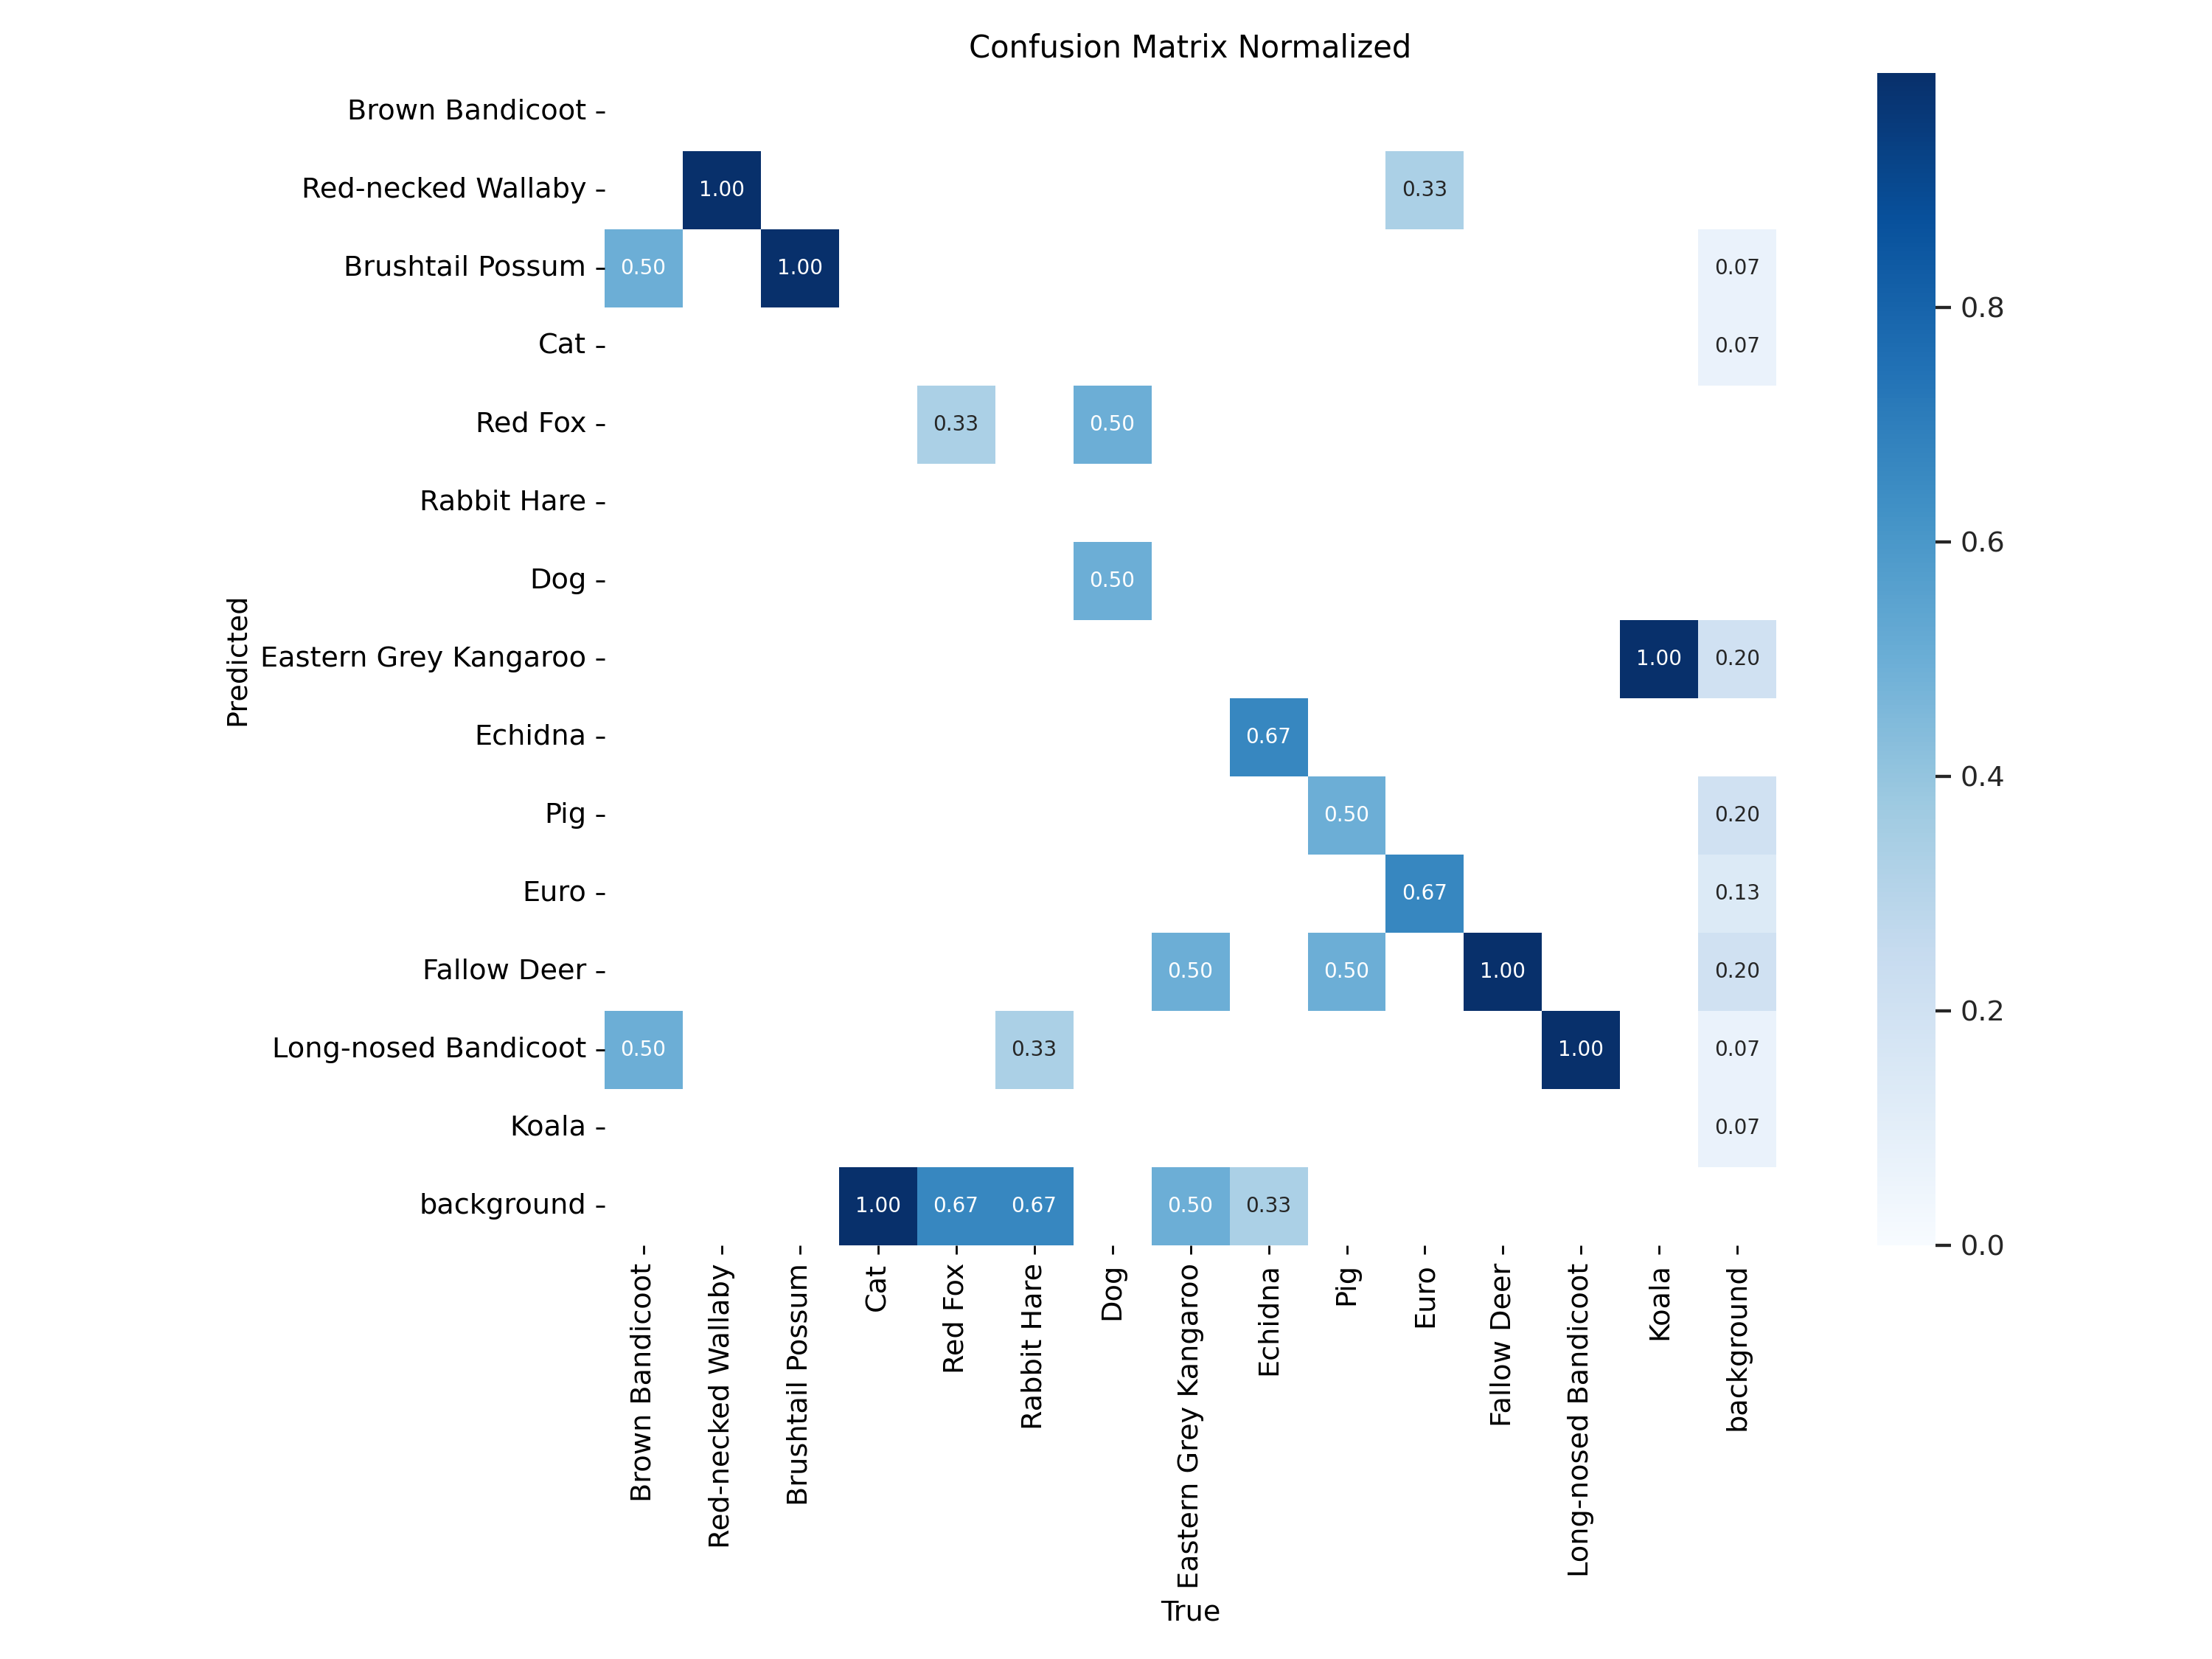 Confusion Matrix Normalized
Brown Bandicoot
Red-necked Wallaby 1.00 0.33
Brushtail Possum 0.50 1.00 0.07
Cat 0.07
Red Fox 0.33 0.50
Rabbit Hare
Dog 0.50
Eastern Grey Kangaroo 1.00 0.20
Echidna 0.67
Pig 0.50 0.20
Euro 0.67 0.13
Fallow Deer 0.50 0.50 1.00 0.20
Long-nosed Bandicoot 0.50 0.33 1.00 0.07
Koala 0.07
background 1.00 0.67 0.67 0.50 0.33
Predicted
Brown Bandicoot
Red-necked Wallaby
Brushtail Possum
Cat
Red Fox
Rabbit Hare
Dog
Eastern Grey Kangaroo
Echidna
Pig
Euro
Fallow Deer
Long-nosed Bandicoot
Koala
background
True
0.8
0.6
0.4
0.2
0.0